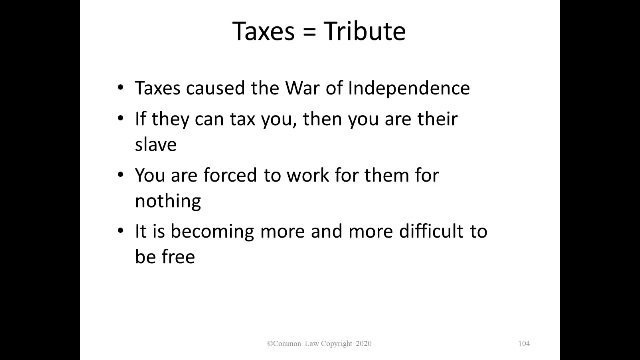 Taxes = Tribute
• Taxes caused the War of Independence
• If they can tax you, then you are their
slave
• You are forced to work for them for
nothing
• It is becoming more and more difficult to
be free
©Common Law Copyright 2020
104